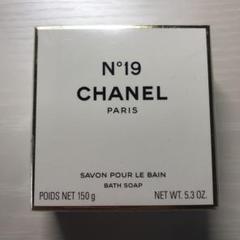 N°19
CHANEL
PARIS
SAVON POUR LE BAIN
BATH SOAP
POIDS NET 150 g NET WT. 5.3 OZ.